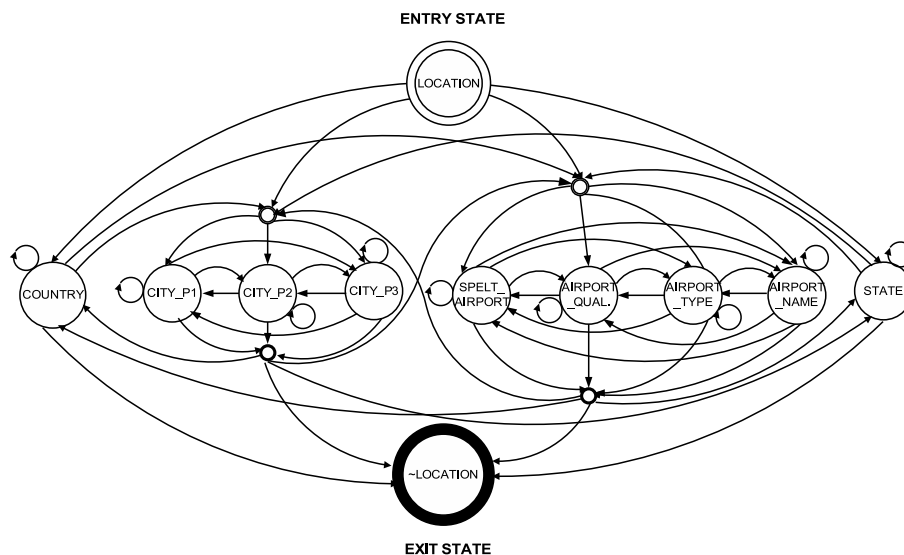 ENTRY STATE
LOCATION
COUNTRY
CITY_P1
CITY_P2
CITY_P3
SPELT_
AIRPORT
AIRPORT
_QUAL.
AIRPORT
_TYPE
AIRPORT
_NAME
STATE
~LOCATION
EXIT STATE